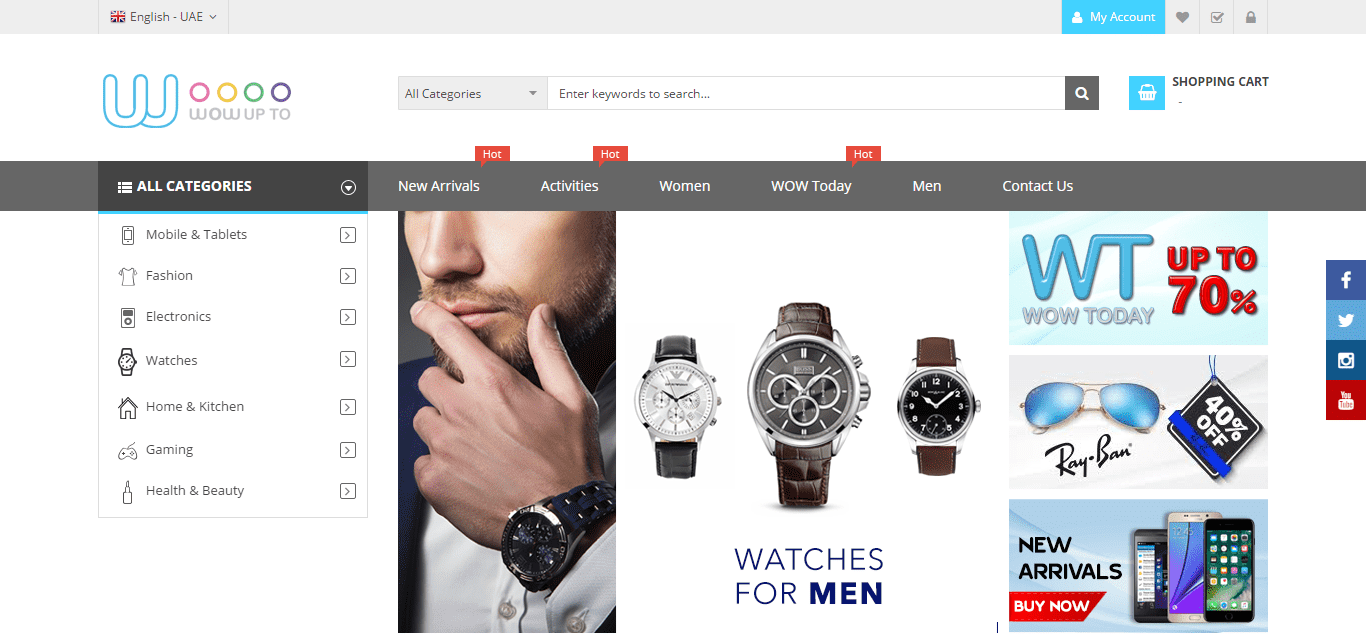 English - UAE
My Account
WOW UP TO
All Categories
Enter keywords to search...
SHOPPING CART
-
Hot
Hot
Hot
ALL CATEGORIES
New Arrivals
Activities
Women
WOW Today
Men
Contact Us
Mobile & Tablets
Fashion
Electronics
Watches
Home & Kitchen
Gaming
Health & Beauty
WATCHES
FOR MEN
WT
WOW TODAY
UP TO
70%
Ray-Ban
40%
OFF
NEW
ARRIVALS
BUY NOW
You
Tube